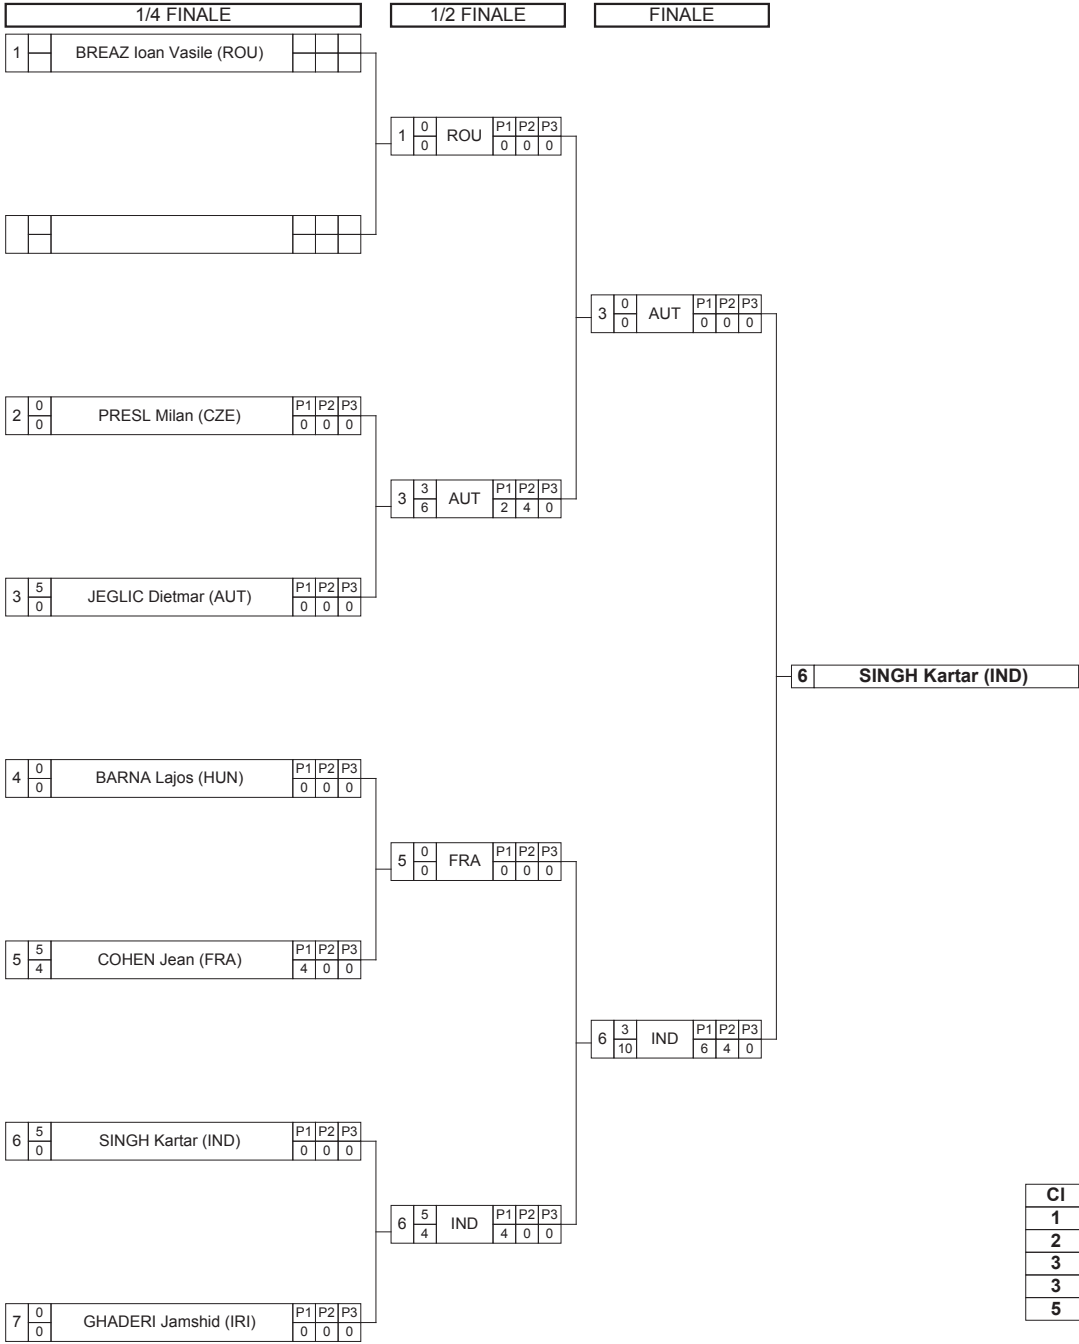 1/4 FINALE 1/2 FINALE FINALE
1 BREAZ Ioan Vasile (ROU)
1 0 ROU P1 P2 P3
0 0 0 0
3 0 AUT P1 P2 P3
0 0 0 0
2 0 PRESL Milan (CZE) P1 P2 P3
0 0 0 0
3 3 AUT P1 P2 P3
6 2 4 0
3 5 JEGLIC Dietmar (AUT) P1 P2 P3
0 0 0 0
6 SINGH Kartar (IND)
4 0 BARNA Lajos (HUN) P1 P2 P3
0 0 0 0
5 0 FRA P1 P2 P3
0 0 0 0
5 5 COHEN Jean (FRA) P1 P2 P3
4 4 0 0
6 3 IND P1 P2 P3
10 6 4 0
6 5 SINGH Kartar (IND) P1 P2 P3
0 0 0 0
6 5 IND P1 P2 P3
4 4 0 0
7 0 GHADERI Jamshid (IRI) P1 P2 P3
0 0 0 0
Cl
1
2
3
3
5